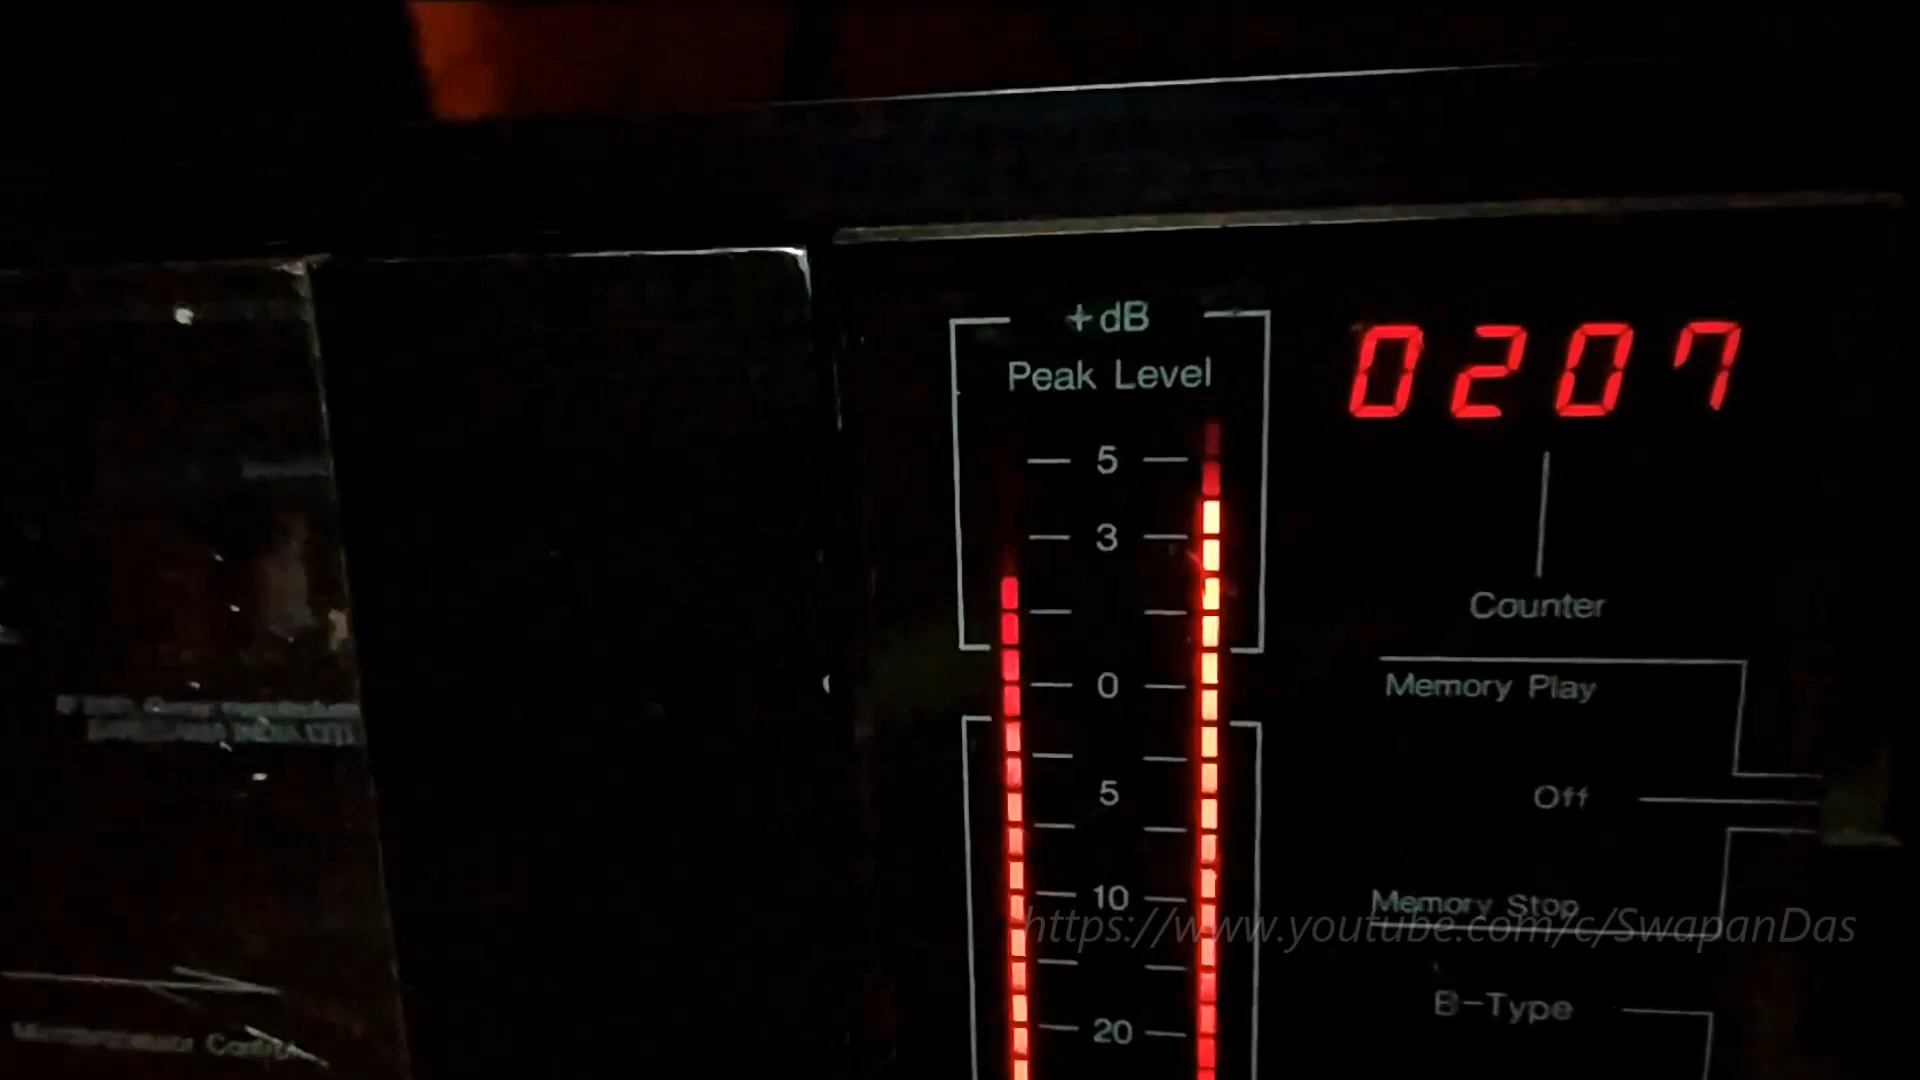 +dB
Peak Level
0207
5
3
Counter
0
Memory Play
5
Off
10
Memory Stop
https://www.youtube.com/c/SwapanDas
B-Type
20